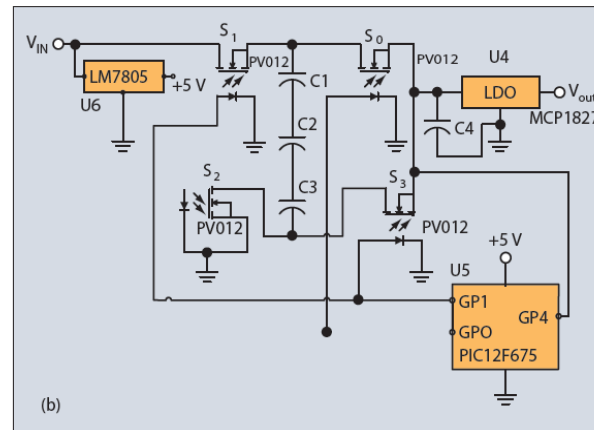 S1
S0
VIN
PV012
PV012
U4
LM7805
+5 V
C1
LDO
Vout
U6
C2
C4
MCP1827
S2
C3
S3
PV012
PV012
+5 V
U5
GP1
GP4
GPO
PIC12F675
(b)